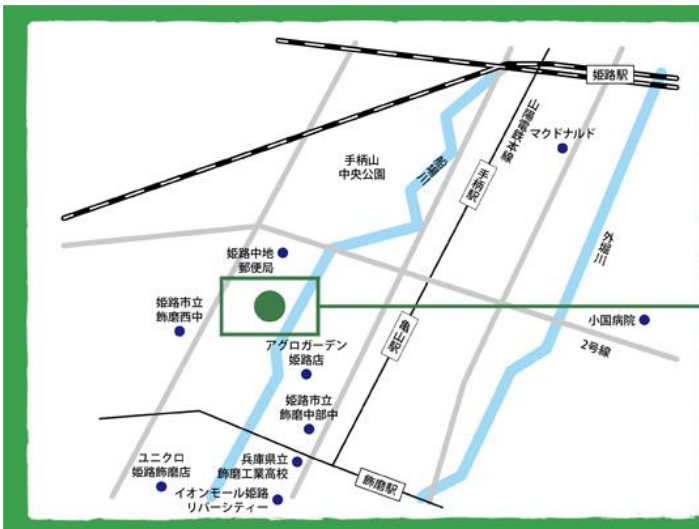 姫路駅
マクドナルド
山陽電鉄本線
船場川
手柄山
中央公園
手柄駅
外堀川
姫路中地
郵便局
姫路市立
飾磨西中
小国病院
2号線
亀山駅
アグロガーデン
姫路店
姫路市立
飾磨中部中
ユニクロ
姫路飾磨店
兵庫県立
飾磨工業高校
飾磨駅
イオンモール姫路
リバーシティー